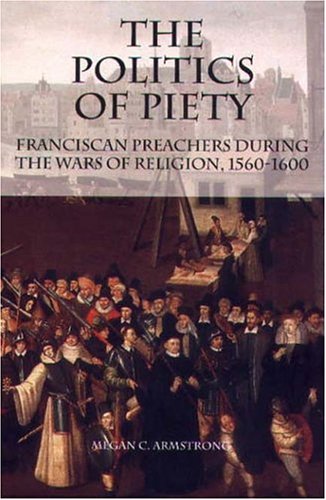 THE
POLITICS
OF PIETY
FRANCISCAN PREACHERS DURING
THE WARS OF RELIGION, 1560-1600
MEGAN C. ARMSTRONG